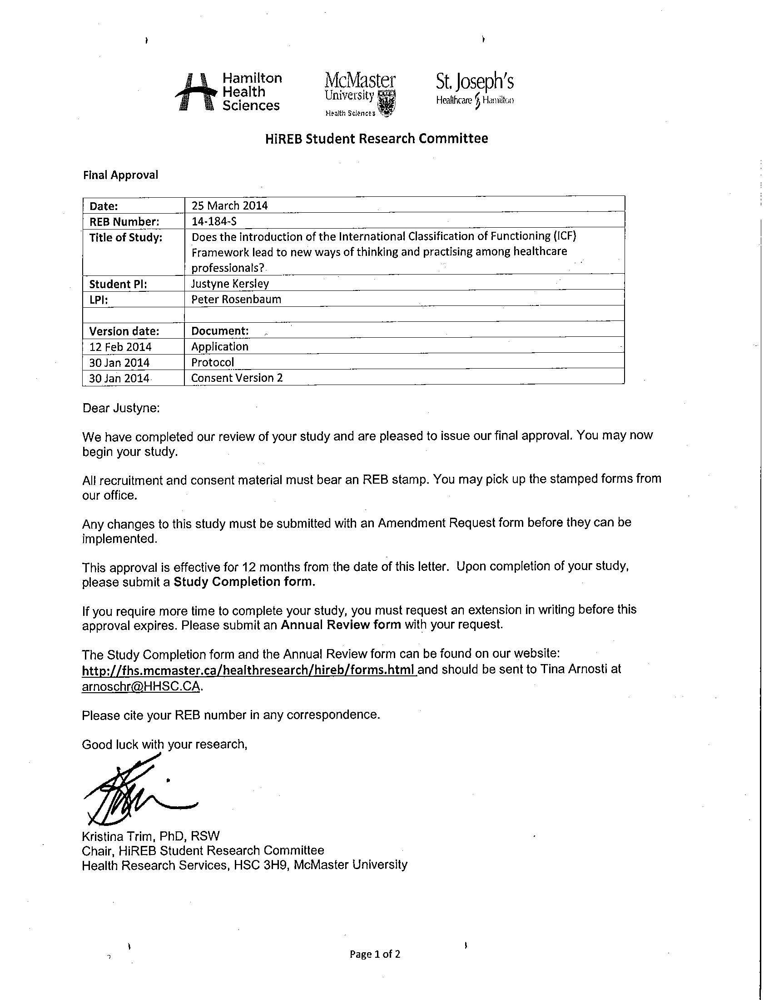 Hamilton
Health
Sciences
McMaster
University
Health Sciences
St. Joseph's
Healthcare Hamilton
HiREB Student Research Committee
Final Approval
Date: 25 March 2014
REB Number: 14-184-S
Title of Study: Does the introduction of the International Classification of Functioning (ICF)
Framework lead to new ways of thinking and practising among healthcare
professionals?
Student PI: Justyne Kersley
LPI: Peter Rosenbaum
Version date: Document:
12 Feb 2014 Application
30 Jan 2014 Protocol
30 Jan 2014 Consent Version 2
Dear Justyne:
We have completed our review of your study and are pleased to issue our final approval. You may now
begin your study.
All recruitment and consent material must bear an REB stamp. You may pick up the stamped forms from
our office.
Any changes to this study must be submitted with an Amendment Request form before they can be
implemented.
This approval is effective for 12 months from the date of this letter. Upon completion of your study,
please submit a Study Completion form.
If you require more time to complete your study, you must request an extension in writing before this
approval expires. Please submit an Annual Review form with your request.
The Study Completion form and the Annual Review form can be found on our website:
http://fhs.mcmaster.ca/healthresearch/hireb/forms.html and should be sent to Tina Arnosti at
arnoschr@HHSC.CA.
Please cite your REB number in any correspondence.
Good luck with your research,
Kristina Trim, PhD, RSW
Chair, HiREB Student Research Committee
Health Research Services, HSC 3H9, McMaster University
Page 1 of 2